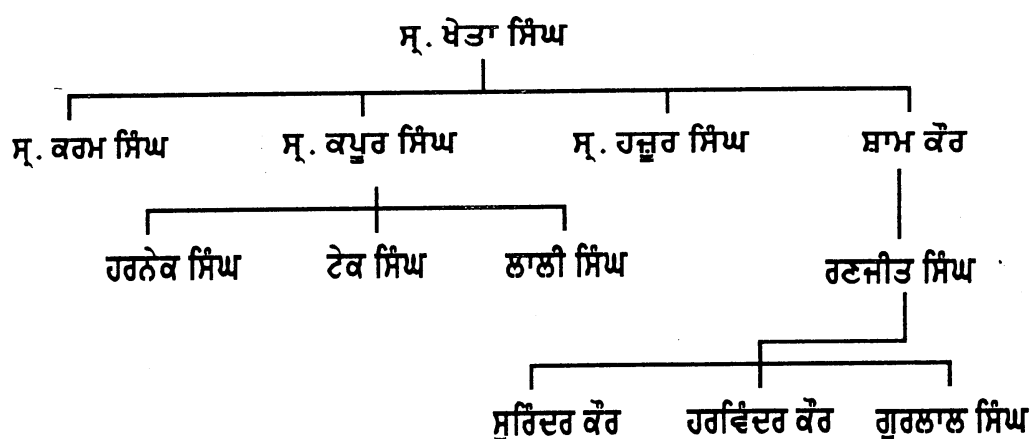 ਸ੍ਰ. ਖੇਤਾ ਸਿੰਘ
ਸ੍ਰ. ਕਰਮ ਸਿੰਘ ਸ੍ਰ. ਕਪੂਰ ਸਿੰਘ ਸ੍ਰ. ਹਜ਼ੂਰ ਸਿੰਘ ਸ਼ਾਮ ਕੌਰ
ਹਰਨੇਕ ਸਿੰਘ ਟੇਕ ਸਿੰਘ ਲਾਲੀ ਸਿੰਘ ਰਣਜੀਤ ਸਿੰਘ
ਸੁਰਿੰਦਰ ਕੌਰ ਹਰਵਿੰਦਰ ਕੌਰ ਗੁਰਲਾਲ ਸਿੰਘ